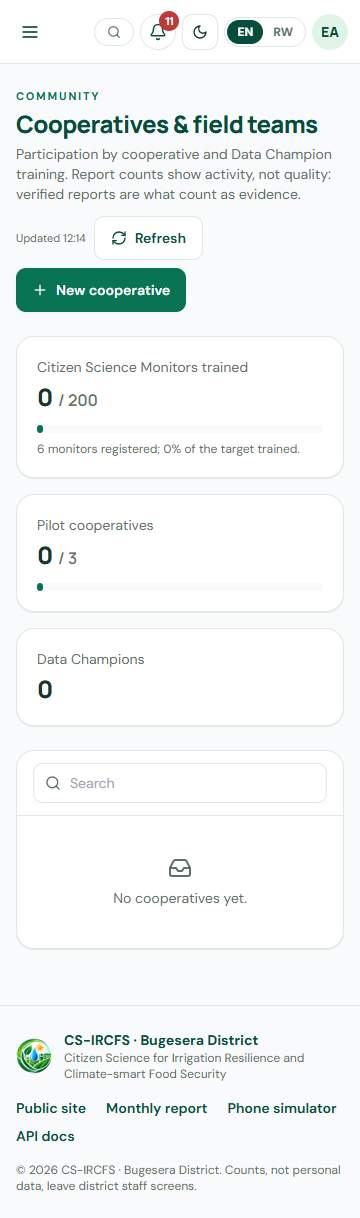 11
EN
RW
EA
COMMUNITY
Cooperatives & field teams
Participation by cooperative and Data Champion
training. Report counts show activity, not quality:
verified reports are what count as evidence.
Updated 12:14
Refresh
New cooperative
Citizen Science Monitors trained
0 / 200
6 monitors registered; 0% of the target trained.
Pilot cooperatives
0 / 3
Data Champions
0
Search
No cooperatives yet.
CS-IRCFS · Bugesera District
Citizen Science for Irrigation Resilience and
Climate-smart Food Security
Public site
Monthly report
Phone simulator
API docs
© 2026 CS-IRCFS · Bugesera District. Counts, not personal
data, leave district staff screens.